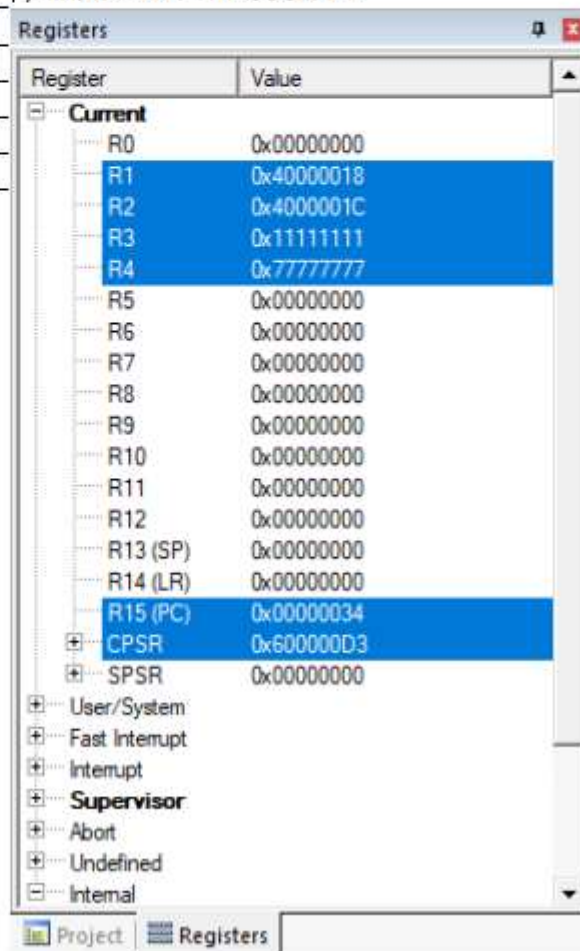 Registers
Register Value
Current
R0 0x00000000
R1 0x40000018
R2 0x4000001C
R3 0x11111111
R4 0x77777777
R5 0x00000000
R6 0x00000000
R7 0x00000000
R8 0x00000000
R9 0x00000000
R10 0x00000000
R11 0x00000000
R12 0x00000000
R13 (SP) 0x00000000
R14 (LR) 0x00000000
R15 (PC) 0x00000034
CPSR 0x600000D3
SPSR 0x00000000
User/System
Fast Interrupt
Interrupt
Supervisor
Abort
Undefined
Internal
Project Registers